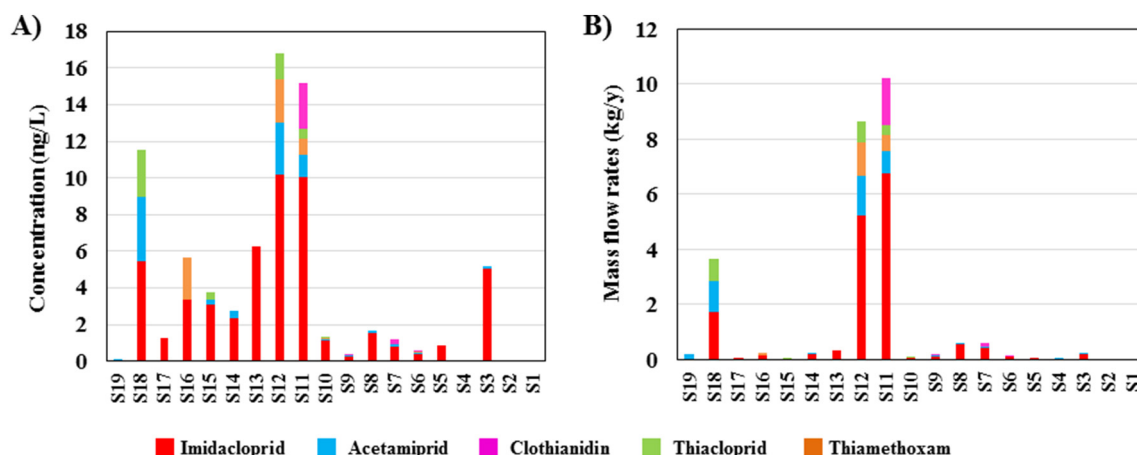 A)
Concentration (ng/L)
18
16
14
12
10
8
6
4
2
0
S19 S18 S17 S16 S15 S14 S13 S12 S11 S10 S9 S8 S7 S6 S5 S4 S3 S2 S1
B)
Mass flow rates (kg/y)
12
10
8
6
4
2
0
S19 S18 S17 S16 S15 S14 S13 S12 S11 S10 S9 S8 S7 S6 S5 S4 S3 S2 S1
Imidacloprid Acetamiprid Clothianidin Thiacloprid Thiamethoxam